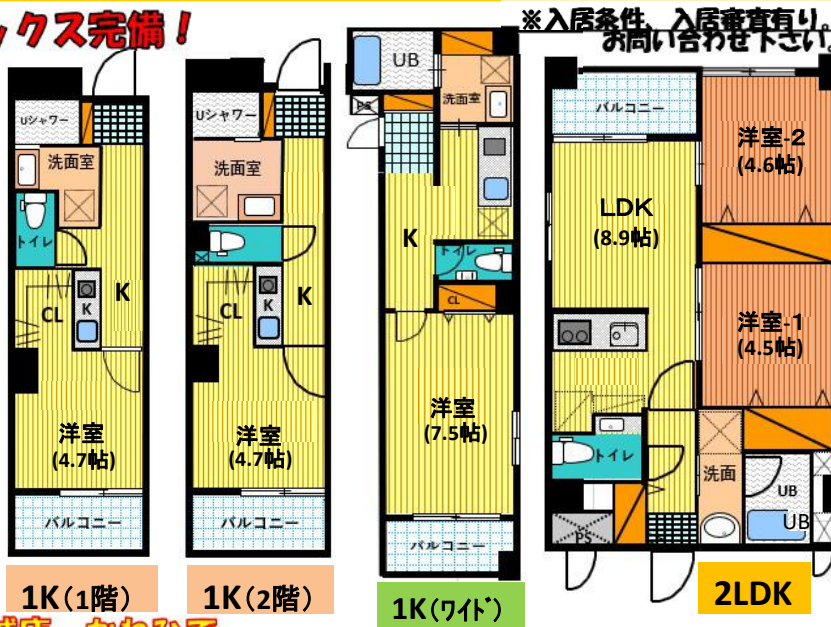 ックス完備！
※入居条件、入居審査有り。
お問い合わせ下さい。
Uシャワー
洗面室
トイレ
CL
K
K
洋室
(4.7帖)
バルコニー
1K(1階)
Uシャワー
洗面室
CL
K
K
洋室
(4.7帖)
バルコニー
1K(2階)
UB
洗面室
PS
K
トイレ
CL
洋室
(7.5帖)
バルコニー
1K(ワイド)
バルコニー
洋室-2
(4.6帖)
LDK
(8.9帖)
洋室-1
(4.5帖)
トイレ
洗面
UB
UB
PS
2LDK